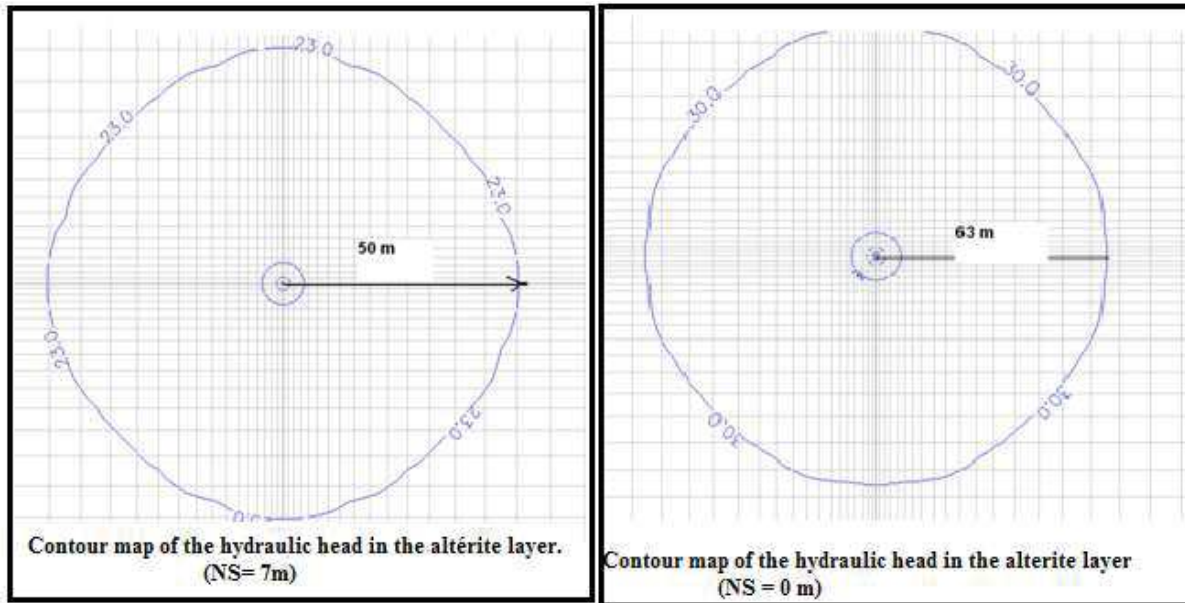 23.0
23.0
23.0
50 m
23.0
23.0
Contour map of the hydraulic head in the altérite layer.
(NS= 7m)
30.0
30.0
63 m
30.0
30.0
Contour map of the hydraulic head in the alterite layer
(NS = 0 m)